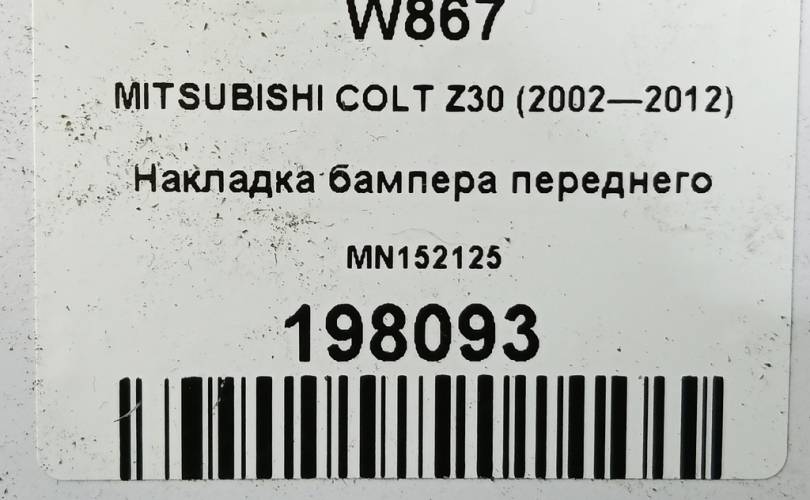 W867
MITSUBISHI COLT Z30 (2002—2012)
Накладка бампера переднего
MN152125
198093